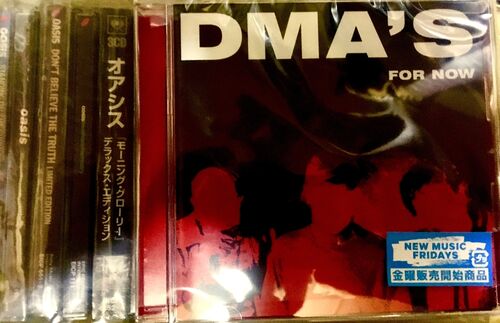 OASIS
oasis
OASIS DON'T BELIEVE THE TRUTH LIMITED EDITION
3CD
オアシス
「モーニング・グローリー」
デラックス・エディション
DMA'S
FOR NOW
NEW MUSIC
FRIDAYS
金曜販売開始商品